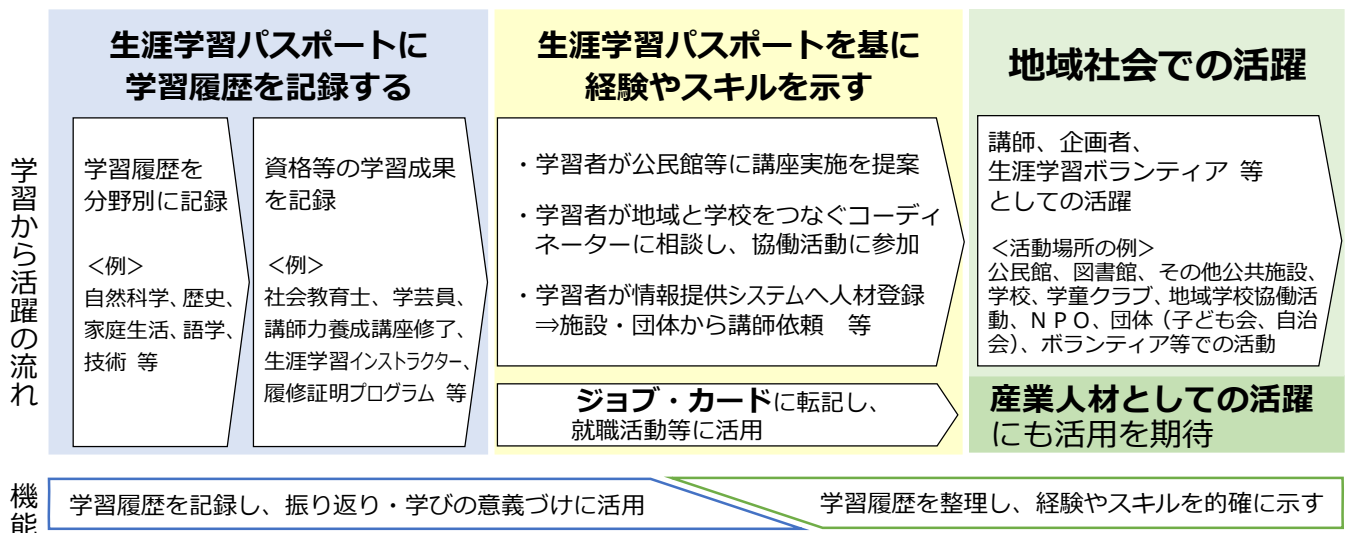 生涯学習パスポートに
学習履歴を記録する
生涯学習パスポートを基に
経験やスキルを示す
地域社会での活躍
学習から活躍の流れ
学習履歴を
分野別に記録
<例>
自然科学、歴史、
家庭生活、語学、
技術 等
資格等の学習成果
を記録
<例>
社会教育士、学芸員、
講師力養成講座修了、
生涯学習インストラクター、
履修証明プログラム 等
・学習者が公民館等に講座実施を提案
・学習者が地域と学校をつなぐコーディ
ネーターに相談し、協働活動に参加
・学習者が情報提供システムへ人材登録
⇒施設・団体から講師依頼 等
ジョブ・カードに転記し、
就職活動等に活用
講師、企画者、
生涯学習ボランティア 等
としての活躍
<活動場所の例>
公民館、図書館、その他公共施設、
学校、学童クラブ、地域学校協働活
動、NPO、団体（子ども会、自治
会）、ボランティア等での活動
産業人材としての活躍
にも活用を期待
機能
学習履歴を記録し、振り返り・学びの意義づけに活用
学習履歴を整理し、経験やスキルを的確に示す